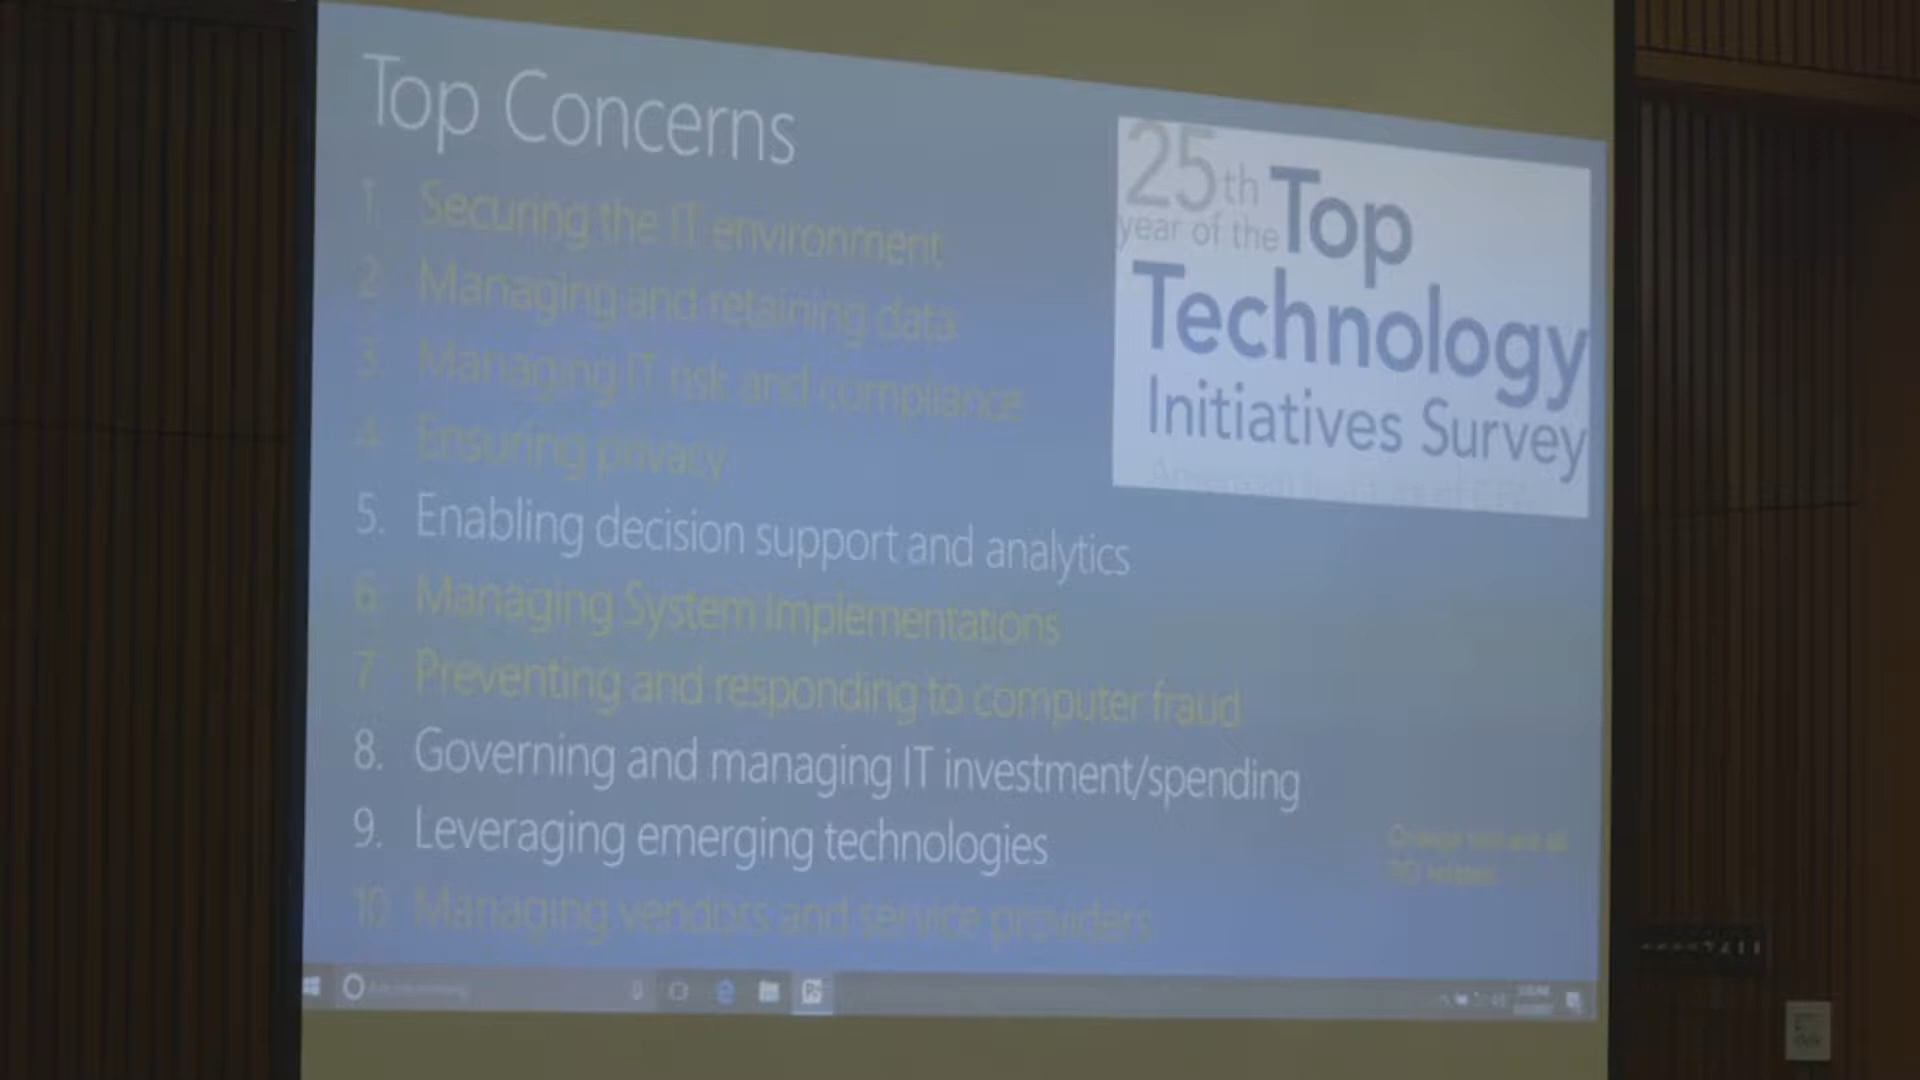 Top Concerns
1. Securing the IT environment
2. Managing and retaining data
3. Managing IT risk and compliance
4. Ensuring privacy
5. Enabling decision support and analytics
6. Managing System Implementations
7. Preventing and responding to computer fraud
8. Governing and managing IT investment/spending
9. Leveraging emerging technologies
10. Managing vendors and service providers
25th
year of the Top
Technology
Initiatives Survey